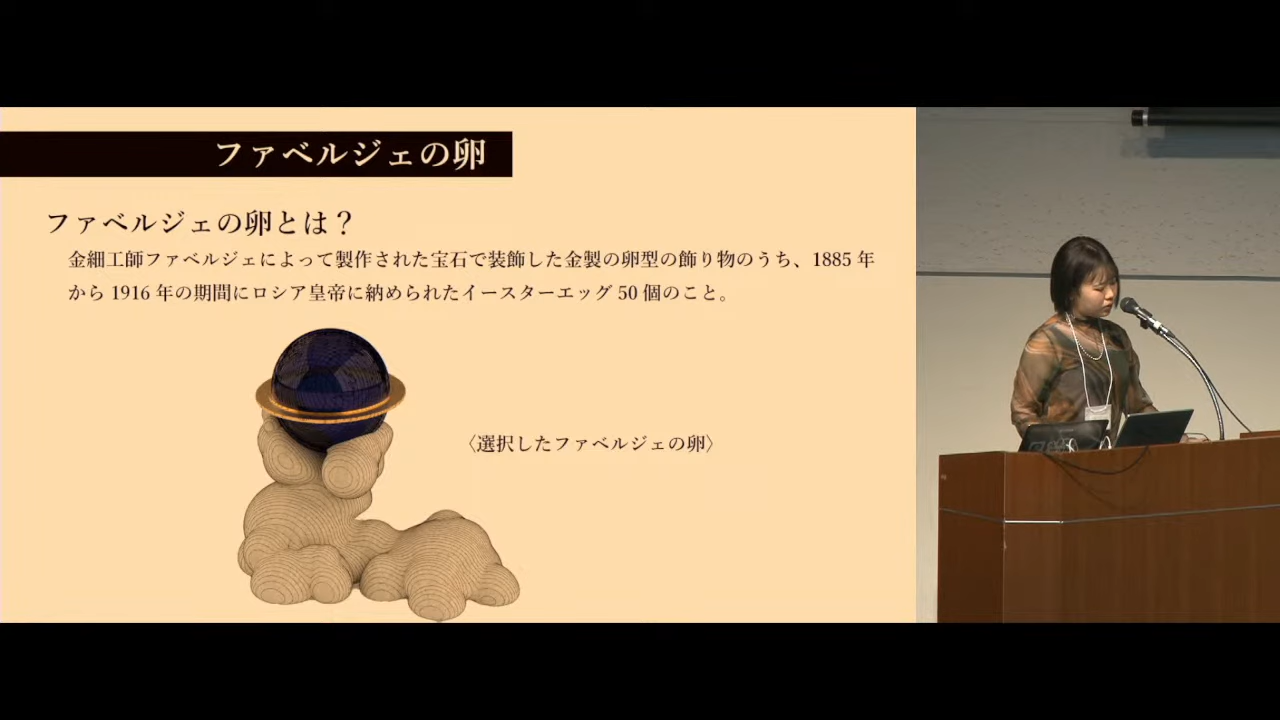 ファベルジェの卵
ファベルジェの卵とは？
金細工師ファベルジェによって製作された宝石で装飾した金製の卵型の飾り物のうち、1885 年
から 1916 年の期間にロシア皇帝に納められたイースターエッグ 50 個のこと。
〈選択したファベルジェの卵〉